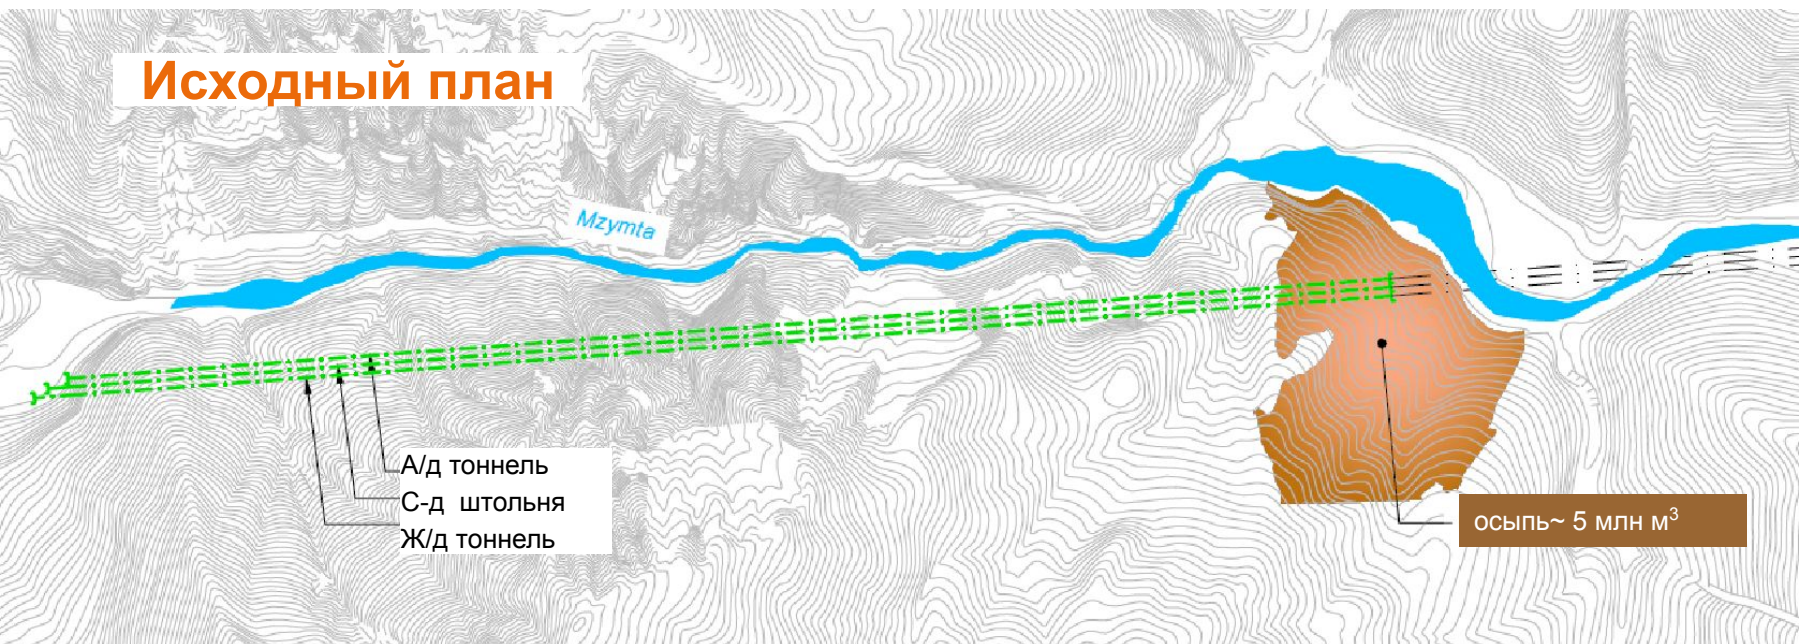 Исходный план
Mzymta
А/д тоннель
С-д штольня
Ж/д тоннель
осыпь~ 5 млн м³